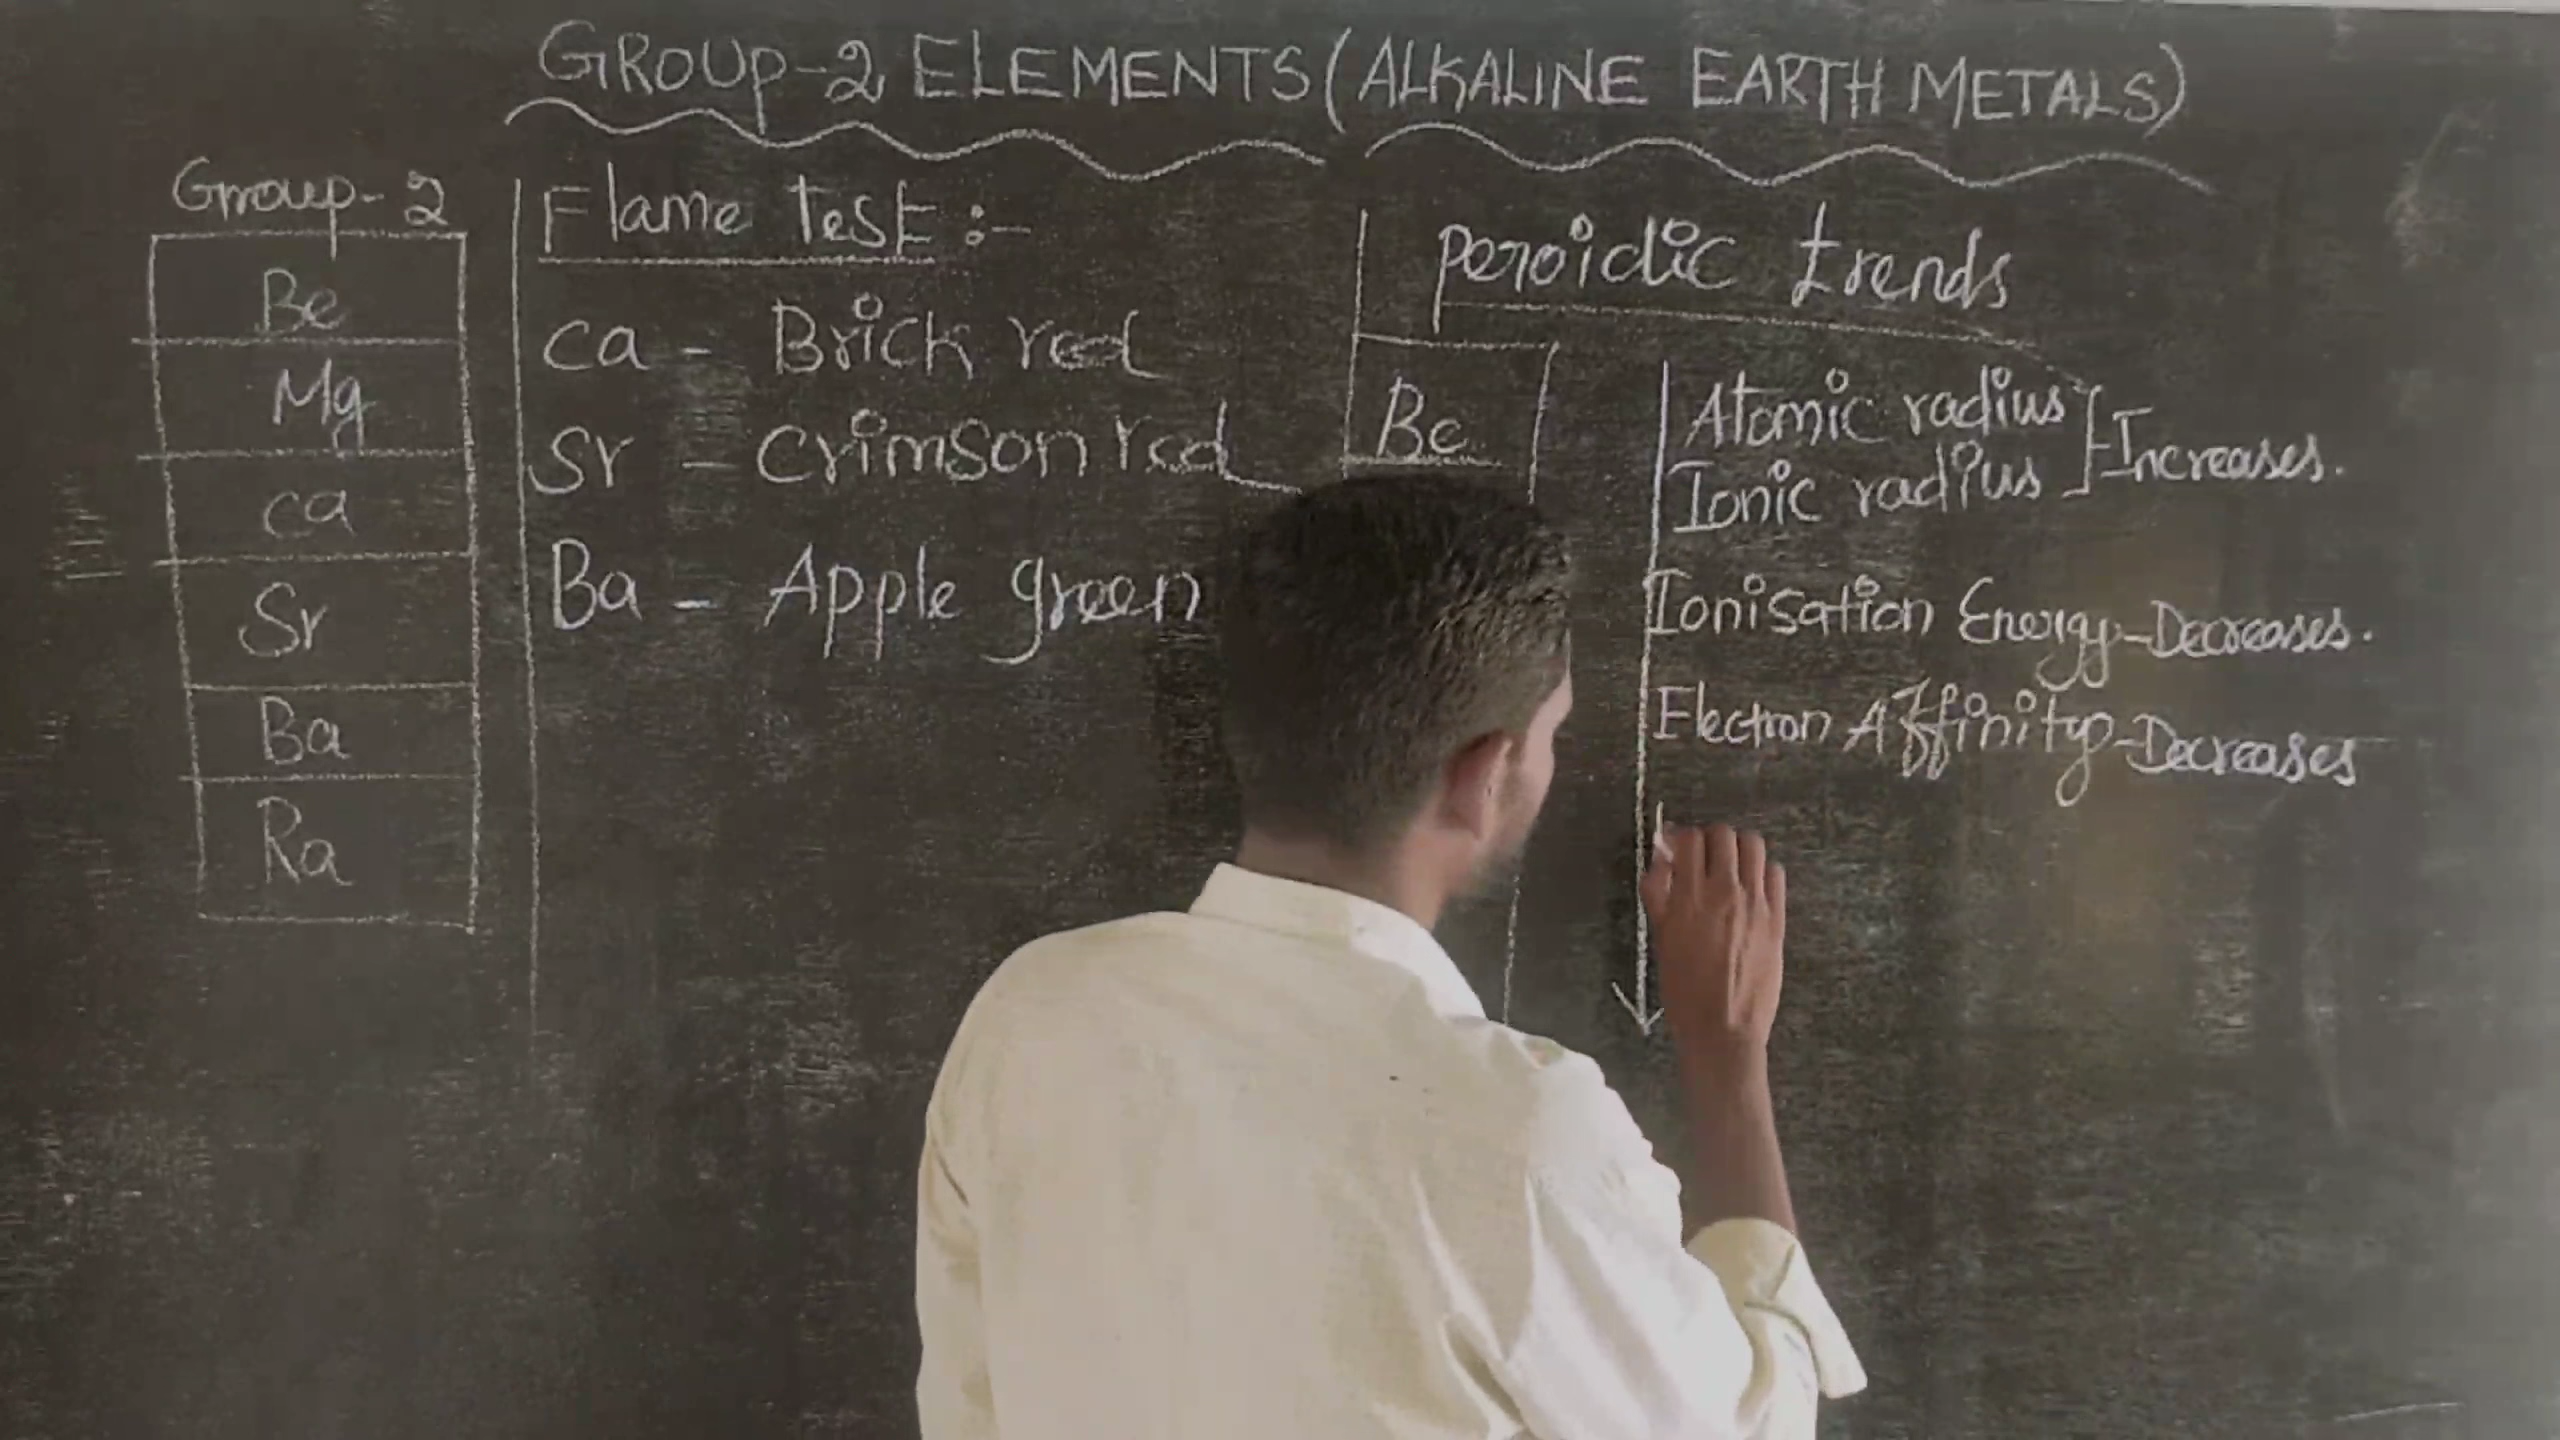 GROUP-2 ELEMENTS (ALKALINE EARTH METALS)
Group-2
Be
Mg
ca
Sr
Ba
Ra
Flame Test :-
ca - Brick red
Sr - Crimson red
Ba - Apple green
peroidic trends
Be
Atomic radius
Ionic radius
Increases.
Ionisation Energy-Decreases.
Electron Affinity-Decreases